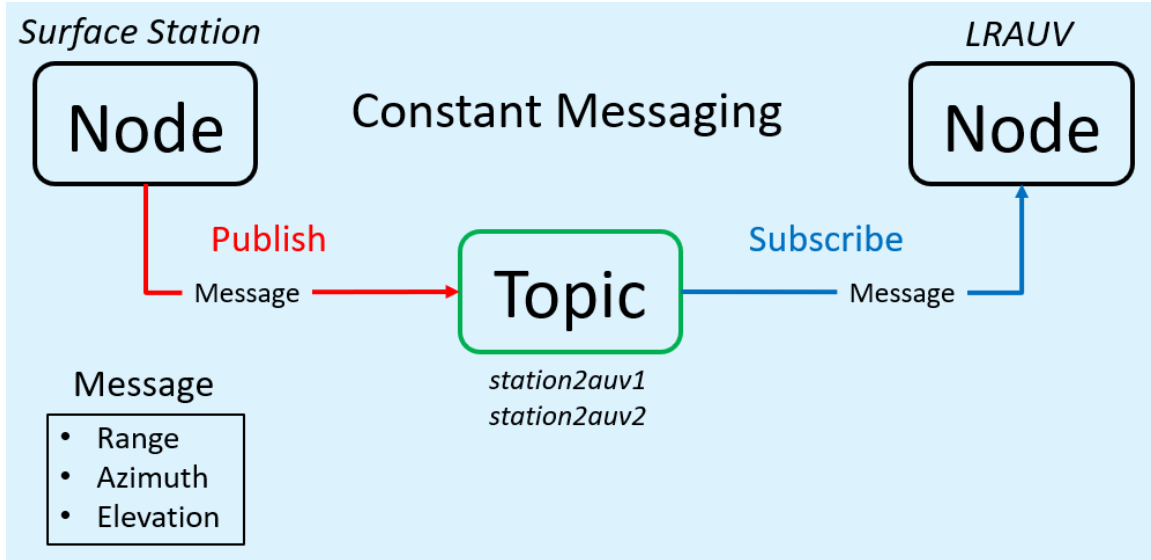 Surface Station
LRAUV
Node
Constant Messaging
Node
Publish
Subscribe
Message
Topic
Message
station2auv1
station2auv2
Message
• Range
• Azimuth
• Elevation